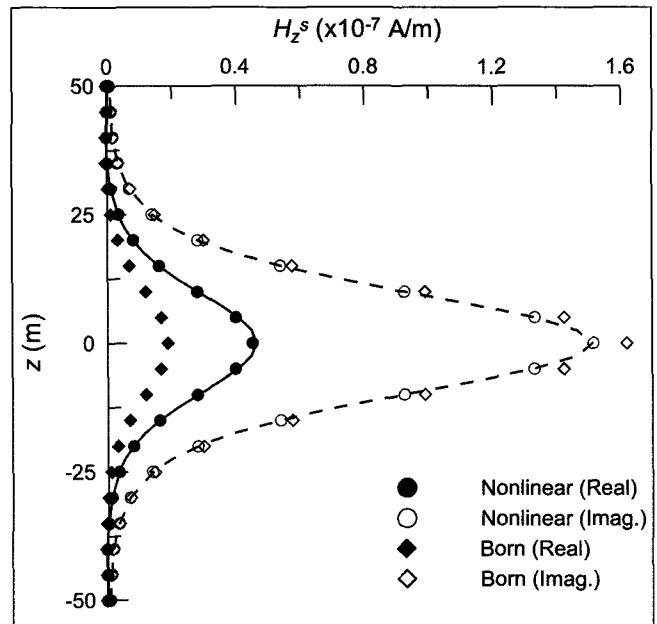 H_z^s (x10^-7 A/m)
0 0.4 0.8 1.2 1.6
50
25
0
-25
-50
z (m)
Nonlinear (Real)
Nonlinear (Imag.)
Born (Real)
Born (Imag.)